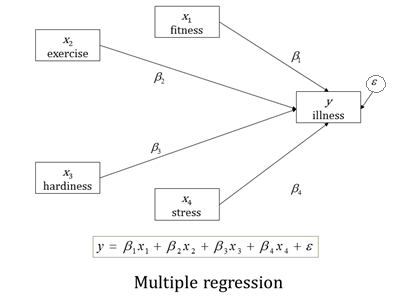 x₁
fitness
x₂
exercise
β₁
β₂
ε
y
illness
β₃
x₃
hardiness
x₄
stress
β₄
y = β₁x₁ + β₂x₂ + β₃x₃ + β₄x₄ + ε
Multiple regression